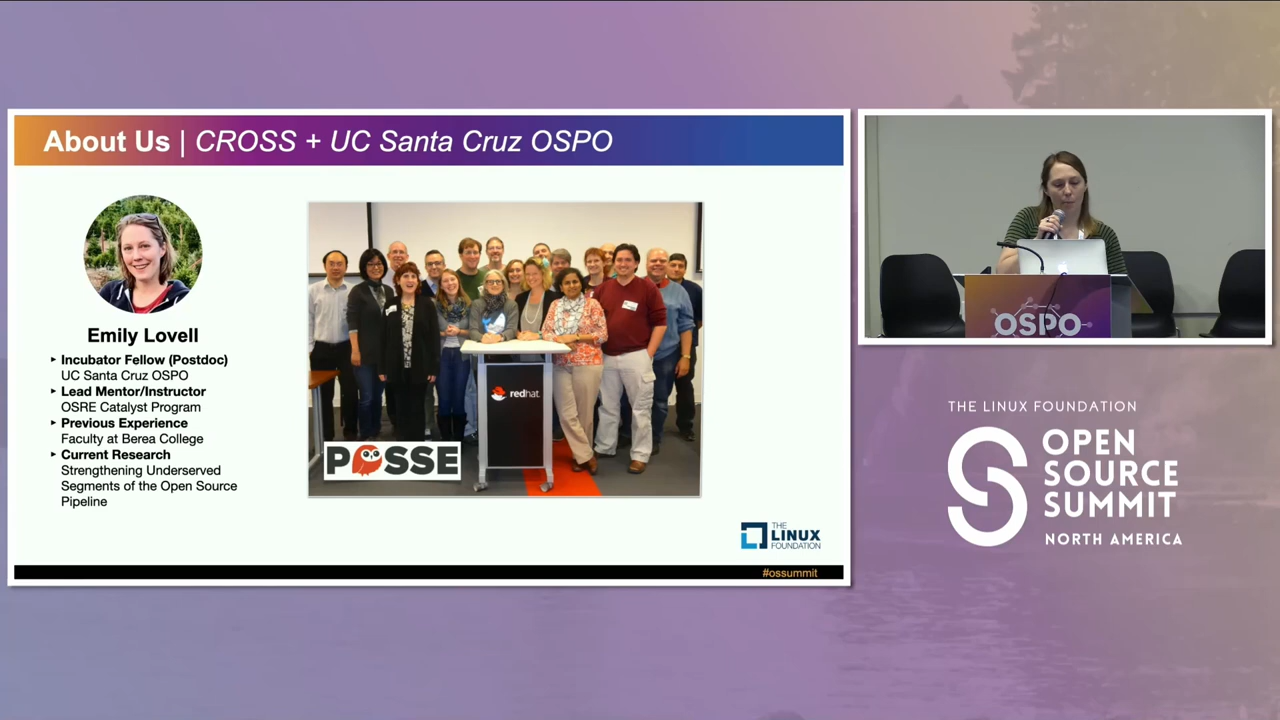 About Us | CROSS + UC Santa Cruz OSPO
Emily Lovell
Incubator Fellow (Postdoc)
UC Santa Cruz OSPO
Lead Mentor/Instructor
OSRE Catalyst Program
Previous Experience
Faculty at Berea College
Current Research
Strengthening Underserved
Segments of the Open Source
Pipeline
redhat.
POSSE
THE
LINUX
FOUNDATION
#ossummit
OSPO
THE LINUX FOUNDATION
OPEN
SOURCE
SUMMIT
NORTH AMERICA